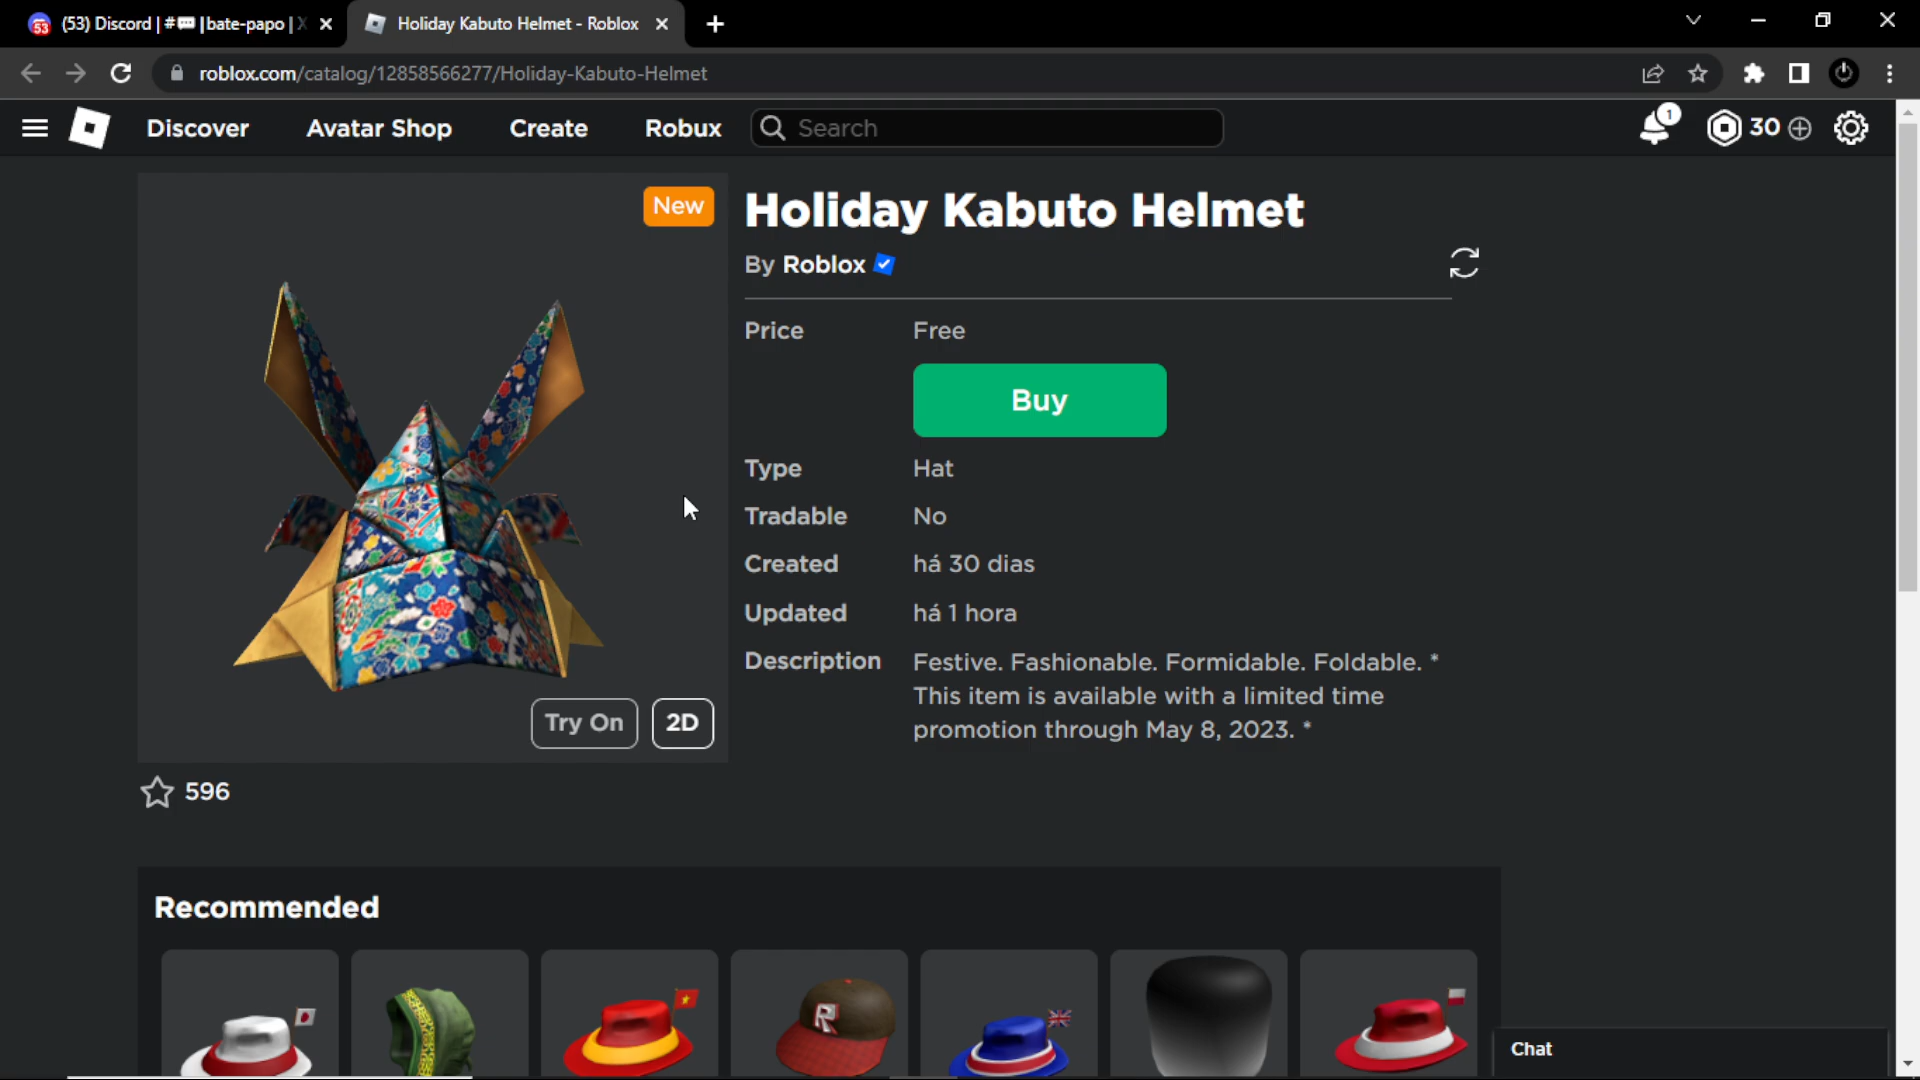 53
(53) Discord | #💬 | bate-papo |
Holiday Kabuto Helmet - Roblox
roblox.com/catalog/12858566277/Holiday-Kabuto-Helmet
Discover
Avatar Shop
Create
Robux
Search
1
30
New
Holiday Kabuto Helmet
By Roblox
Price
Free
Buy
Type
Hat
Tradable
No
Created
há 30 dias
Updated
há 1 hora
Description
Festive. Fashionable. Formidable. Foldable. *
This item is available with a limited time
promotion through May 8, 2023. *
Try On
2D
596
Recommended
R
Chat